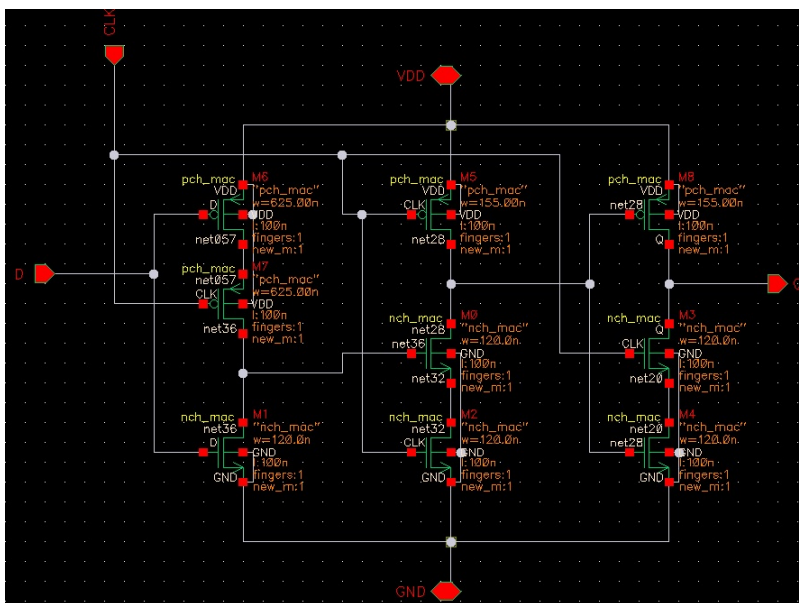 CLK
VDD
pch_mac M6
VDD "pch_mac"
w=625.00n
D
l:100n
net057 fingers:1
new_m:1
pch_mac M7
net057 "pch_mac"
w=625.00n
CLK
VDD
l:100n
net36 fingers:1
new_m:1
nch_mac M1
net36 "nch_mac"
w=120.0n
D
GND
l:100n
GND fingers:1
new_m:1
pch_mac M5
VDD "pch_mac"
w=155.00n
CLK
VDD
l:100n
net28 fingers:1
new_m:1
nch_mac M0
net28 "nch_mac"
w=120.0n
net36
GND
l:100n
net32 fingers:1
new_m:1
nch_mac M2
net32 "nch_mac"
w=120.0n
CLK
GND
l:100n
GND fingers:1
new_m:1
pch_mac M8
VDD "pch_mac"
w=155.00n
net28
VDD
l:100n
Q fingers:1
new_m:1
nch_mac M3
Q "nch_mac"
w=120.0n
CLK
GND
l:100n
net20 fingers:1
new_m:1
nch_mac M4
net20 "nch_mac"
w=120.0n
net28
GND
l:100n
GND fingers:1
new_m:1
D
GND